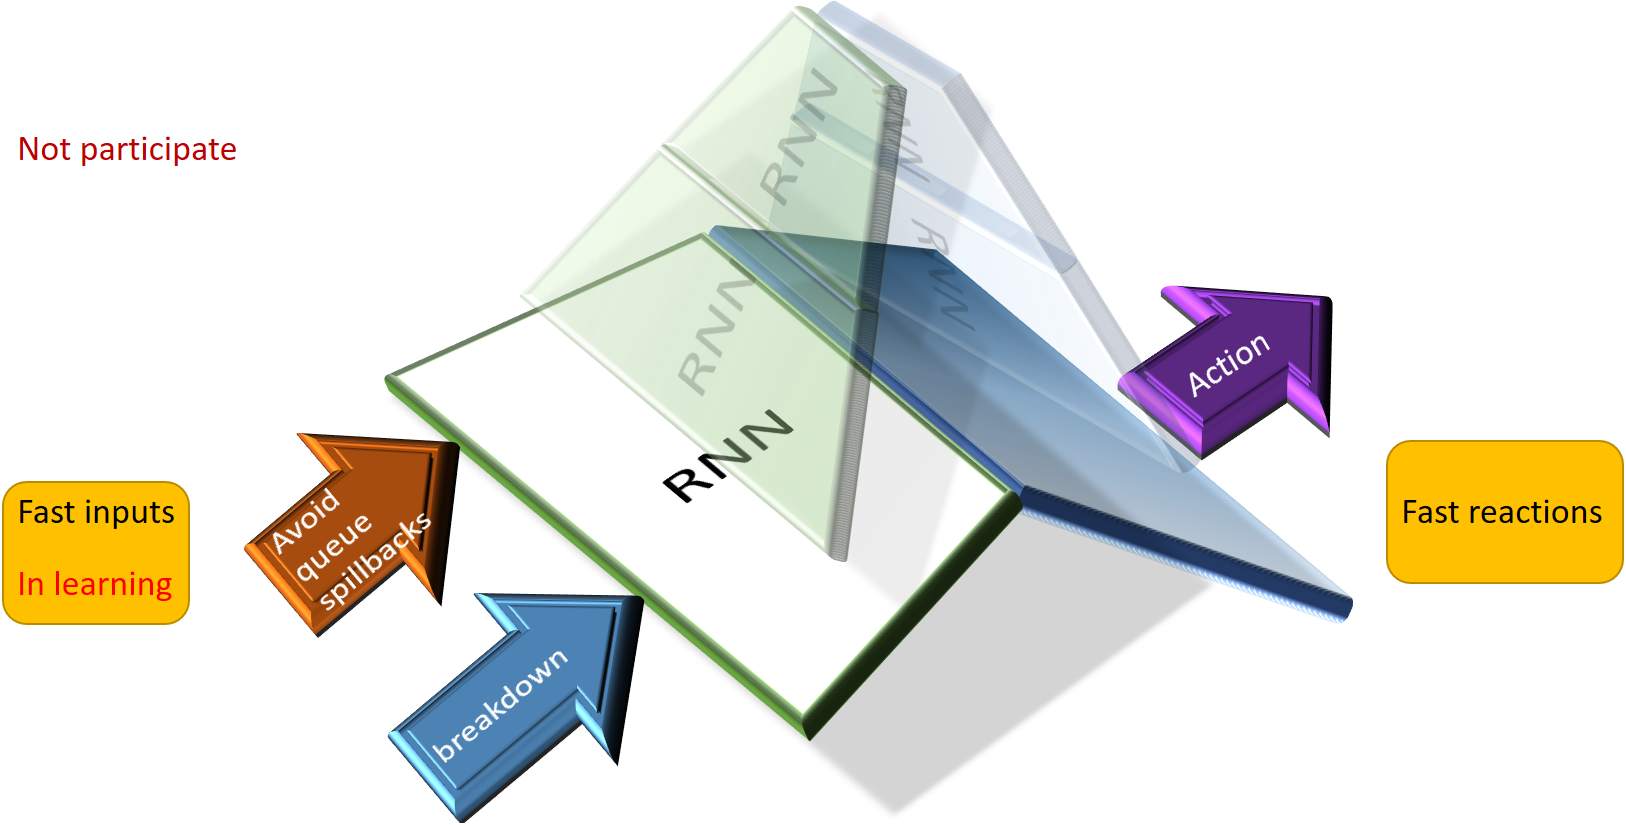 Not participate
RNN
RNN
RNN
RNN
RNN
Action
Avoid
queue
spillbacks
Fast inputs
In learning
breakdown
Fast reactions